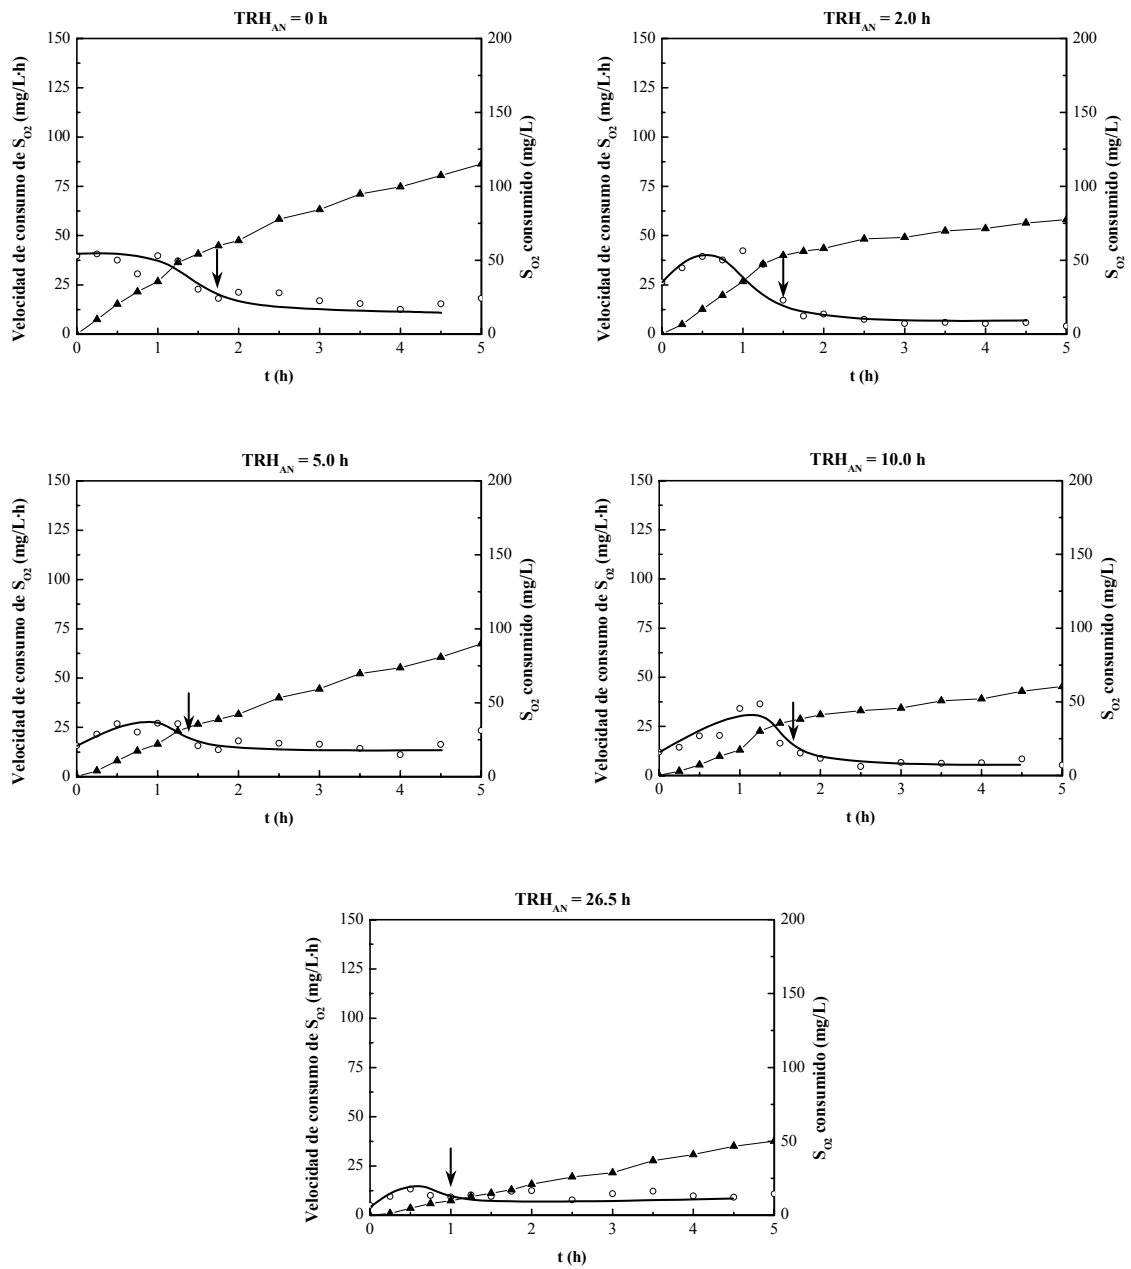 TRH_AN = 0 h
Velocidad de consumo de S_O2 (mg/L·h)
150
125
100
75
50
25
0
0 1 2 3 4 5
t (h)
200
150
100
50
0
S_O2 consumido (mg/L)
TRH_AN = 2.0 h
Velocidad de consumo de S_O2 (mg/L·h)
150
125
100
75
50
25
0
0 1 2 3 4 5
t (h)
200
150
100
50
0
S_O2 consumido (mg/L)
TRH_AN = 5.0 h
Velocidad de consumo de S_O2 (mg/L·h)
150
125
100
75
50
25
0
0 1 2 3 4 5
t (h)
200
150
100
50
0
S_O2 consumido (mg/L)
TRH_AN = 10.0 h
Velocidad de consumo de S_O2 (mg/L·h)
150
125
100
75
50
25
0
0 1 2 3 4 5
t (h)
200
150
100
50
0
S_O2 consumido (mg/L)
TRH_AN = 26.5 h
Velocidad de consumo de S_O2 (mg/L·h)
150
125
100
75
50
25
0
0 1 2 3 4 5
t (h)
200
150
100
50
0
S_O2 consumido (mg/L)